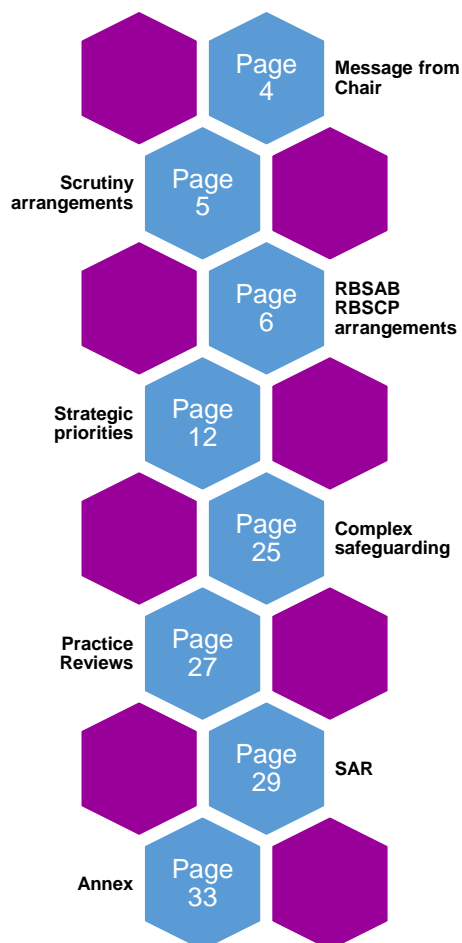 Page
4
Message from
Chair
Scrutiny
arrangements
Page
5
Page
6
RBSAB
RBSCP
arrangements
Strategic
priorities
Page
12
Page
25
Complex
safeguarding
Practice
Reviews
Page
27
Page
29
SAR
Annex
Page
33